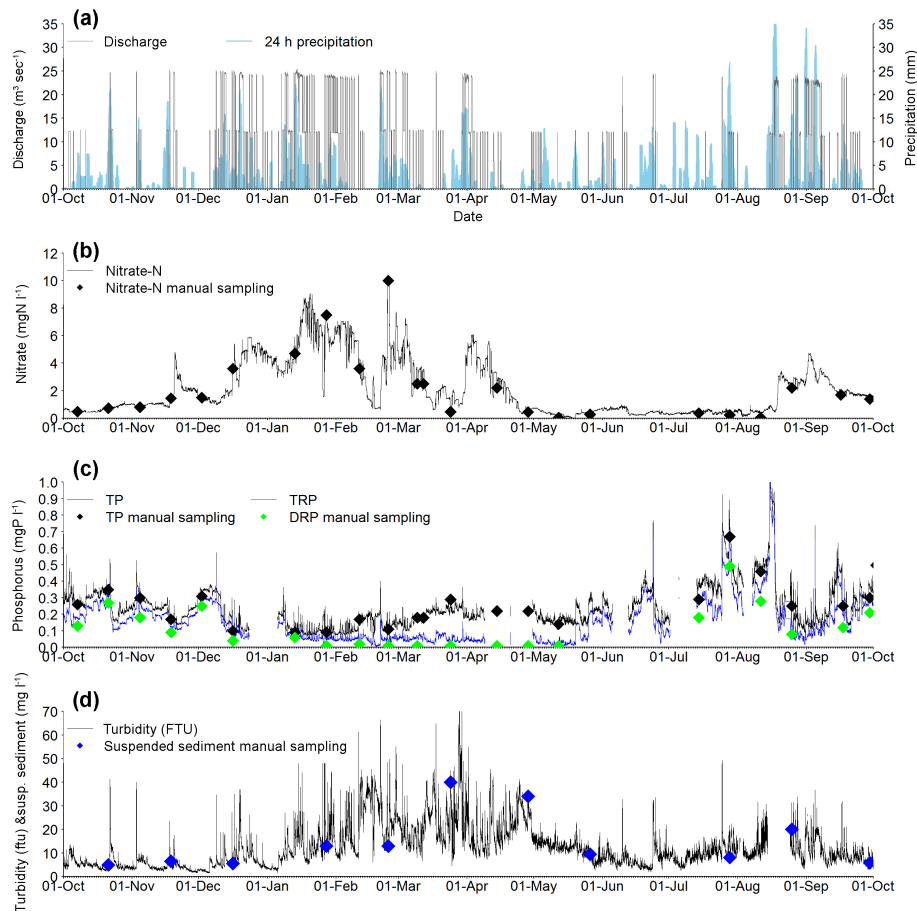 (a)
Discharge
24 h precipitation
Discharge (m³ sec⁻¹)
35
30
25
20
15
10
5
0
Precipitation (mm)
35
30
25
20
15
10
5
0
01-Oct 01-Nov 01-Dec 01-Jan 01-Feb 01-Mar 01-Apr 01-May 01-Jun 01-Jul 01-Aug 01-Sep 01-Oct
Date
(b)
Nitrate-N
Nitrate-N manual sampling
Nitrate (mgN l⁻¹)
12
10
8
6
4
2
0
01-Oct 01-Nov 01-Dec 01-Jan 01-Feb 01-Mar 01-Apr 01-May 01-Jun 01-Jul 01-Aug 01-Sep 01-Oct
(c)
TP TRP
TP manual sampling DRP manual sampling
Phosphorus (mgP l⁻¹)
1.0
0.9
0.8
0.7
0.6
0.5
0.4
0.3
0.2
0.1
0.0
01-Oct 01-Nov 01-Dec 01-Jan 01-Feb 01-Mar 01-Apr 01-May 01-Jun 01-Jul 01-Aug 01-Sep 01-Oct
(d)
Turbidity (FTU)
Suspended sediment manual sampling
Turbidity (ftu) &susp. sediment (mg l⁻¹)
70
60
50
40
30
20
10
0
01-Oct 01-Nov 01-Dec 01-Jan 01-Feb 01-Mar 01-Apr 01-May 01-Jun 01-Jul 01-Aug 01-Sep 01-Oct